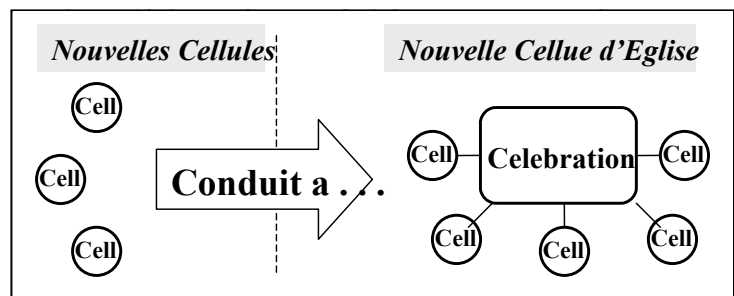 Nouvelles Cellules
Nouvelle Cellue d’Eglise
Cell
Cell
Cell
Conduit a . . .
Cell
Celebration
Cell
Cell
Cell
Cell